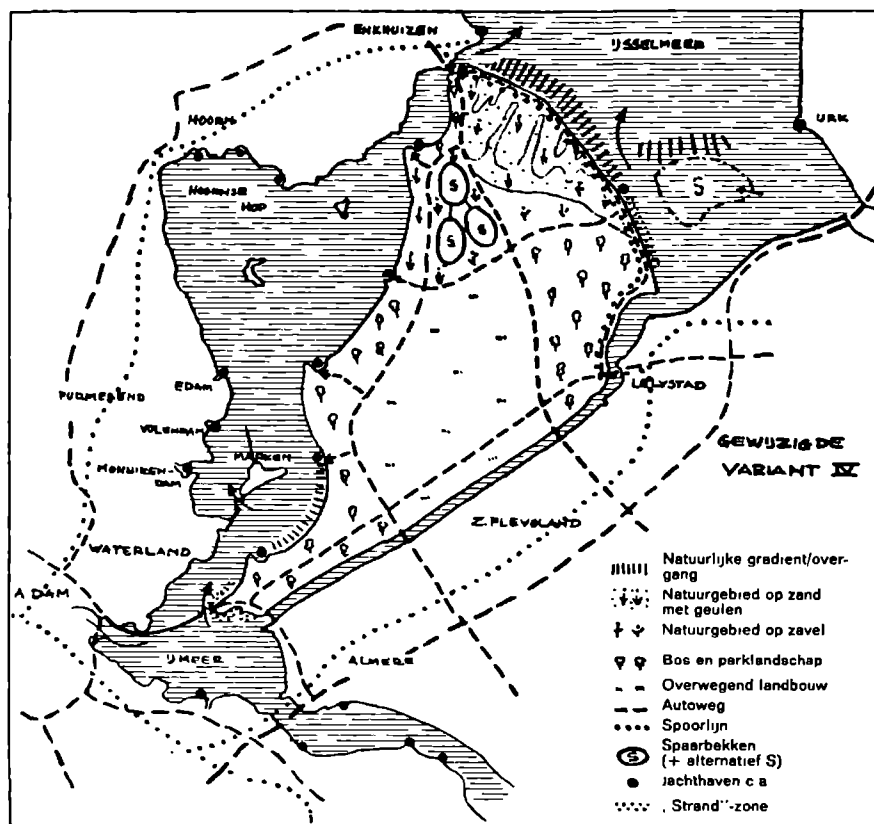 ENKHUIZEN
IJSSELMEER
URK
HOORN
HOORNSE
HOP
S
S
S
S
EDAM
PURMEREND
VOLENDAM
LELYSTAD
MARKEN
MONNIKEN-
DAM
GEWIJZIGDE
VARIANT IV
Z. FLEVOLAND
WATERLAND
A DAM
IJMEER
ALMERE
Natuurlijke gradient/over-
gang
Natuurgebied op zand
met geulen
Natuurgebied op zavel
Bos en parklandschap
Overwegend landbouw
Autoweg
Spoorlijn
S
Spaarbekken
(+ alternatief S)
Jachthaven c a
„Strand"-zone